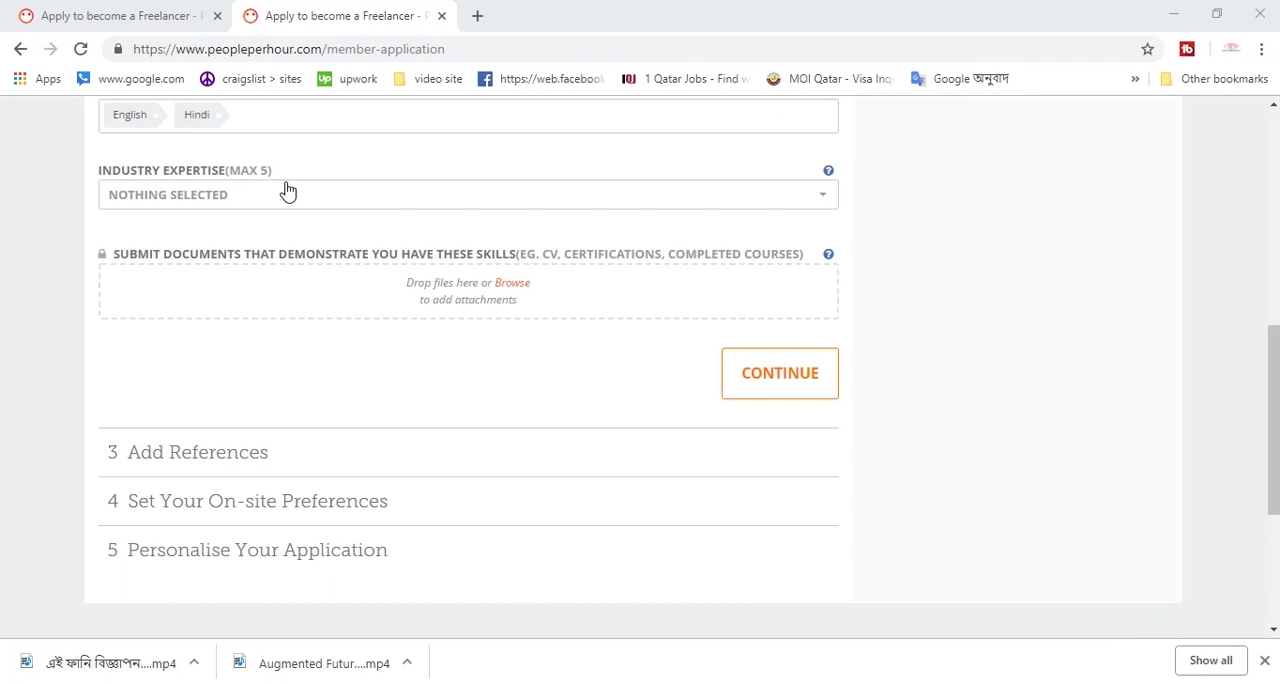 Apply to become a Freelancer - P
Apply to become a Freelancer - P
https://www.peopleperhour.com/member-application
Apps
www.google.com
craigslist > sites
upwork
video site
https://web.facebook
1 Qatar Jobs - Find w
MOI Qatar - Visa Inq
Google অনুবাদ
»
Other bookmarks
English
Hindi
INDUSTRY EXPERTISE(MAX 5)
NOTHING SELECTED
SUBMIT DOCUMENTS THAT DEMONSTRATE YOU HAVE THESE SKILLS(EG. CV, CERTIFICATIONS, COMPLETED COURSES)
Drop files here or Browse
to add attachments
CONTINUE
3 Add References
4 Set Your On-site Preferences
5 Personalise Your Application
এই ফানি বিজ্ঞাপন....mp4
Augmented Futur....mp4
Show all